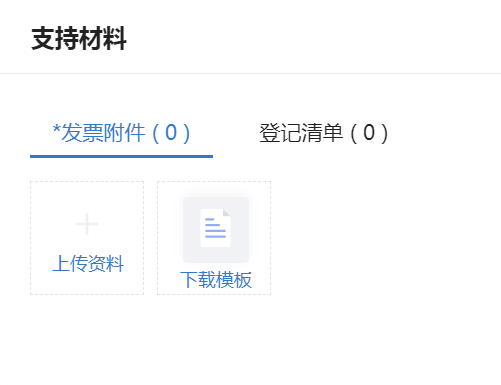 支持材料
*发票附件 ( 0 )
登记清单 ( 0 )
上传资料
下载模板